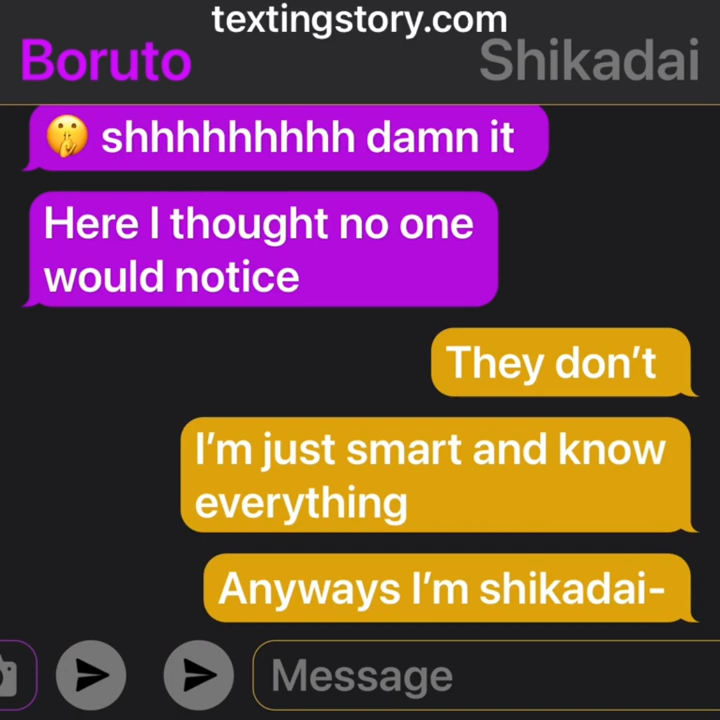 textingstory.com
Boruto
Shikadai
🤫 shhhhhhhhh damn it
Here I thought no one
would notice
They don’t
I’m just smart and know
everything
Anyways I’m shikadai-
Message